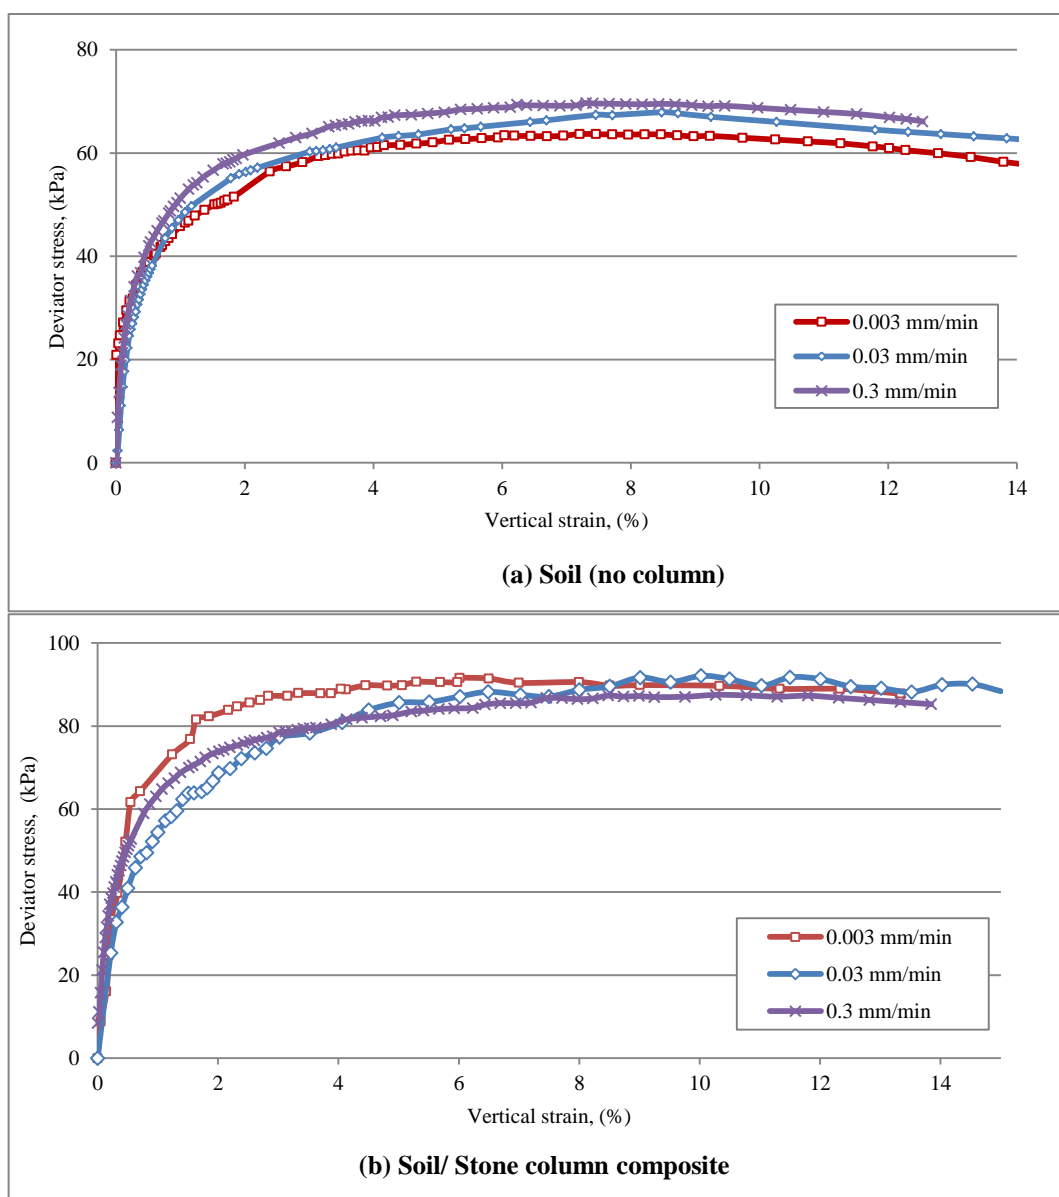 80
60
40
20
0
Deviator stress, (kPa)
0.003 mm/min
0.03 mm/min
0.3 mm/min
0 2 4 6 8 10 12 14
Vertical strain, (%)
(a) Soil (no column)
100
80
60
40
20
0
Deviator stress, (kPa)
0.003 mm/min
0.03 mm/min
0.3 mm/min
0 2 4 6 8 10 12 14
Vertical strain, (%)
(b) Soil/ Stone column composite